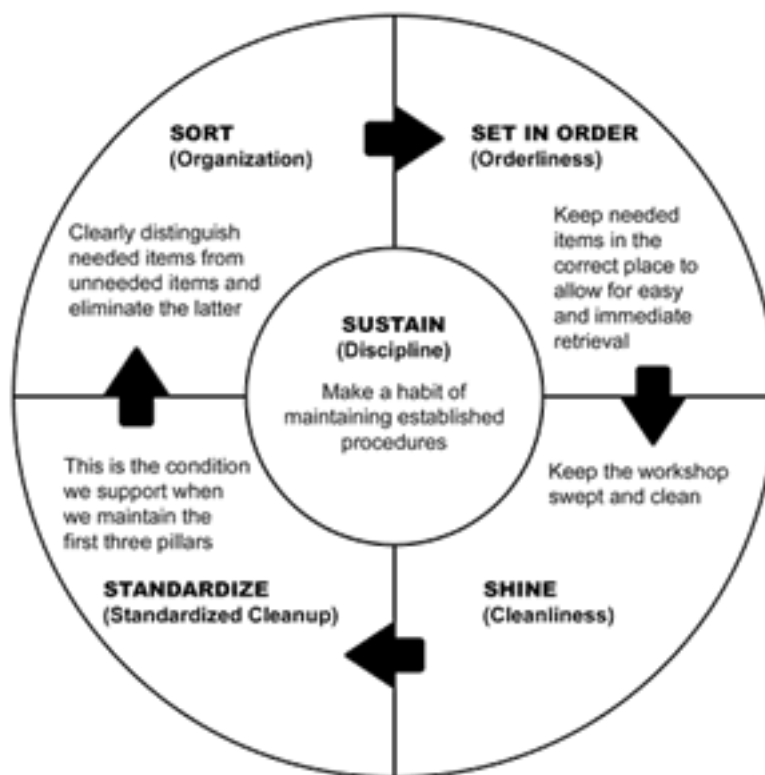 SORT
(Organization)
Clearly distinguish
needed items from
unneeded items and
eliminate the latter
SET IN ORDER
(Orderliness)
Keep needed
items in the
correct place to
allow for easy
and immediate
retrieval
SUSTAIN
(Discipline)
Make a habit of
maintaining established
procedures
This is the condition
we support when
we maintain the
first three pillars
STANDARDIZE
(Standardized Cleanup)
Keep the workshop
swept and clean
SHINE
(Cleanliness)